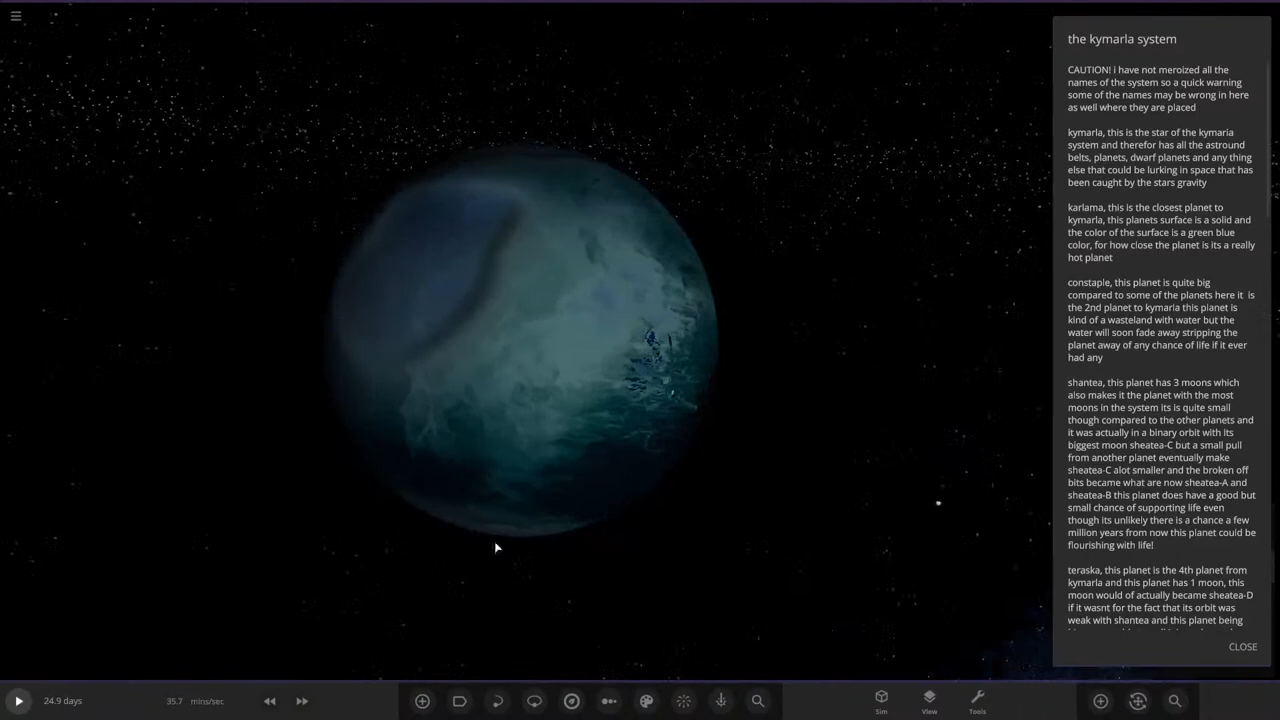 the kymarla system
CAUTION! i have not meroized all the
names of the system so a quick warning
some of the names may be wrong in here
as well where they are placed
kymarla, this is the star of the kymaria
system and therefor has all the astround
belts, planets, dwarf planets and any thing
else that could be lurking in space that has
been caught by the stars gravity
karlama, this is the closest planet to
kymarla, this planets surface is a solid and
the color of the surface is a green blue
color, for how close the planet is its a really
hot planet
constaple, this planet is quite big
compared to some of the planets here it is
the 2nd planet to kymarla this planet is
kind of a wasteland with water but the
water will soon fade away stripping the
planet away of any chance of life if it ever
had any
shantea, this planet has 3 moons which
also makes it the planet with the most
moons in the system its is quite small
though compared to the other planets and
it was actually in a binary orbit with its
biggest moon sheatea-C but a small pull
from another planet eventually make
sheatea-C alot smaller and the broken off
bits became what are now sheatea-A and
sheatea-B this planet does have a good but
small chance of supporting life even
though its unlikely there is a chance a few
million years from now this planet could be
flourishing with life!
teraska, this planet is the 4th planet from
kymarla and this planet has 1 moon, this
moon would of actually became sheatea-D
if it wasnt for the fact that its orbit was
weak with shantea and this planet being
CLOSE
24.9 days
35.7 mins/sec
Sim
View
Tools